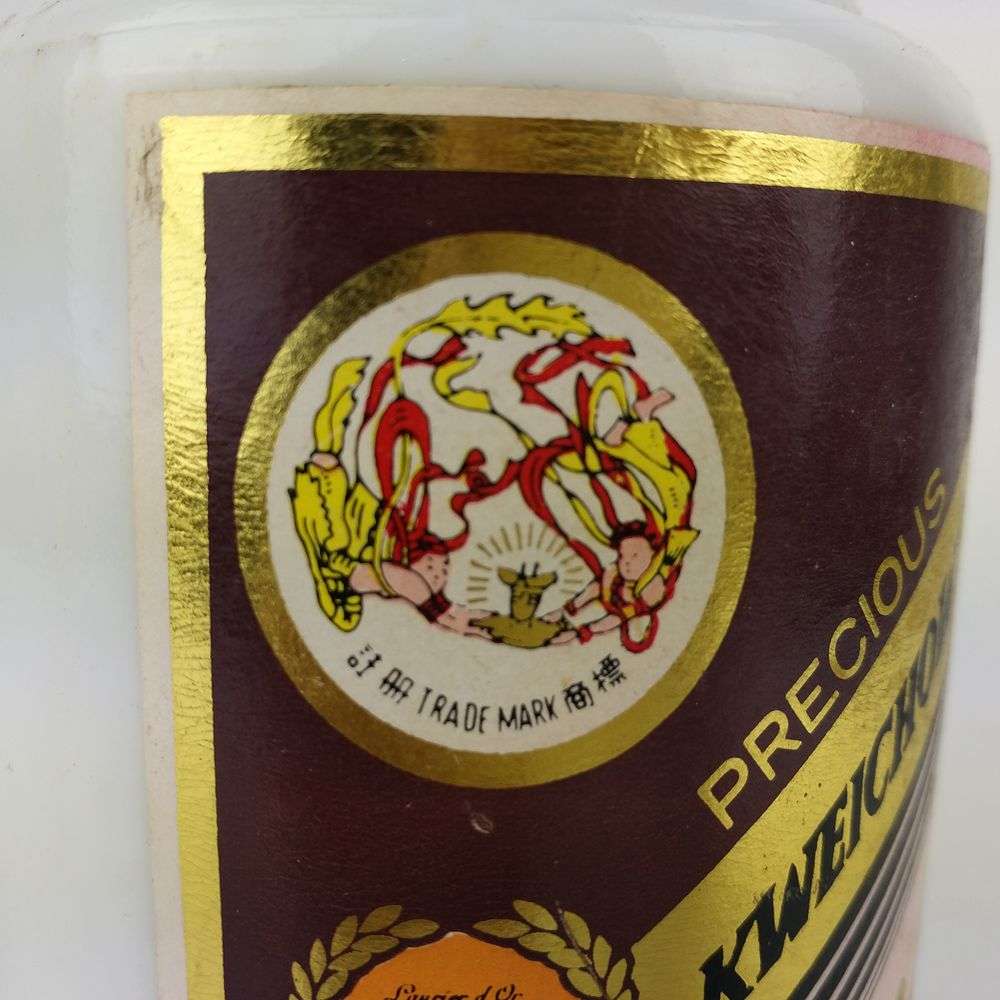 註冊 TRADE MARK 商標
PRECIOUS
KWEICHOW